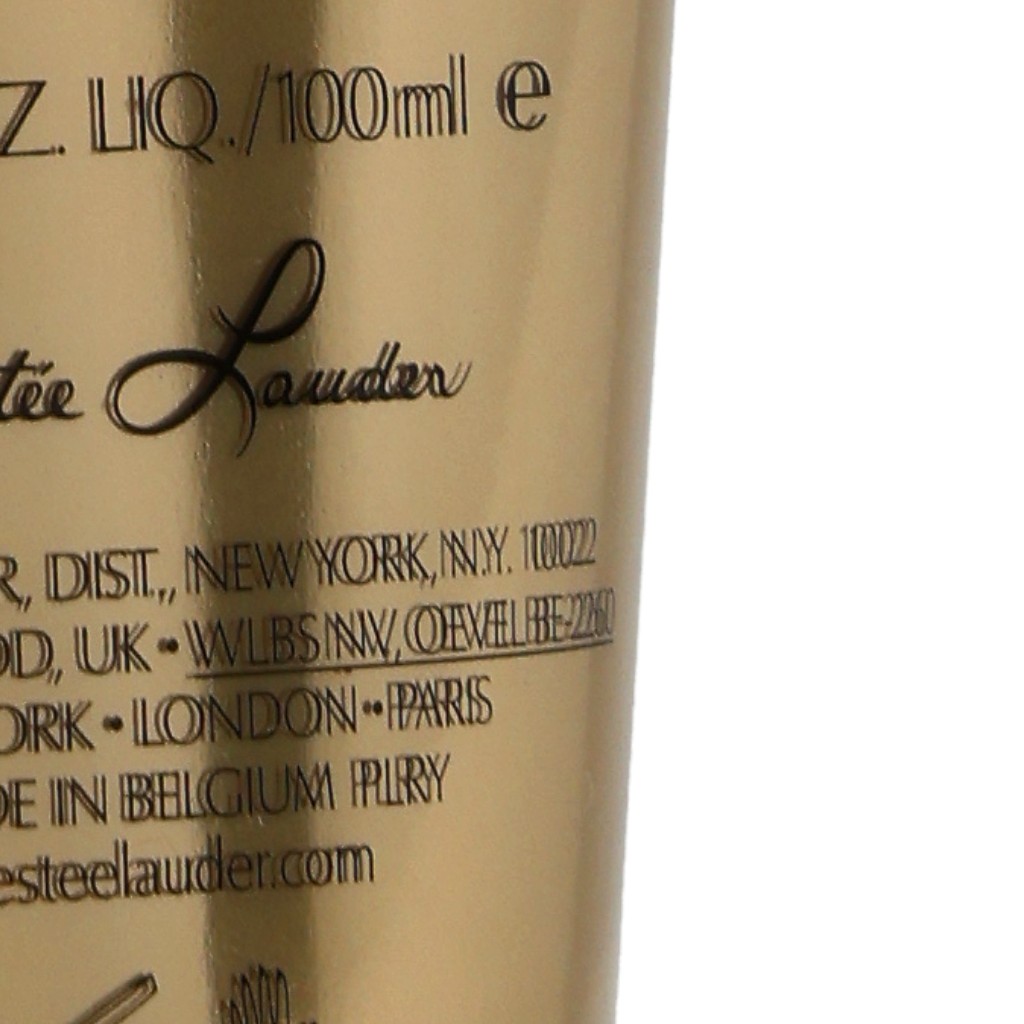 Z. LIQ./100ml e
tée Lauder
R, DIST., NEW YORK, N.Y. 10022
OD, UK • WLBS NV, OEVEL BE-2260
ORK • LONDON • PARIS
DE IN BELGIUM PLRY
esteelauder.com